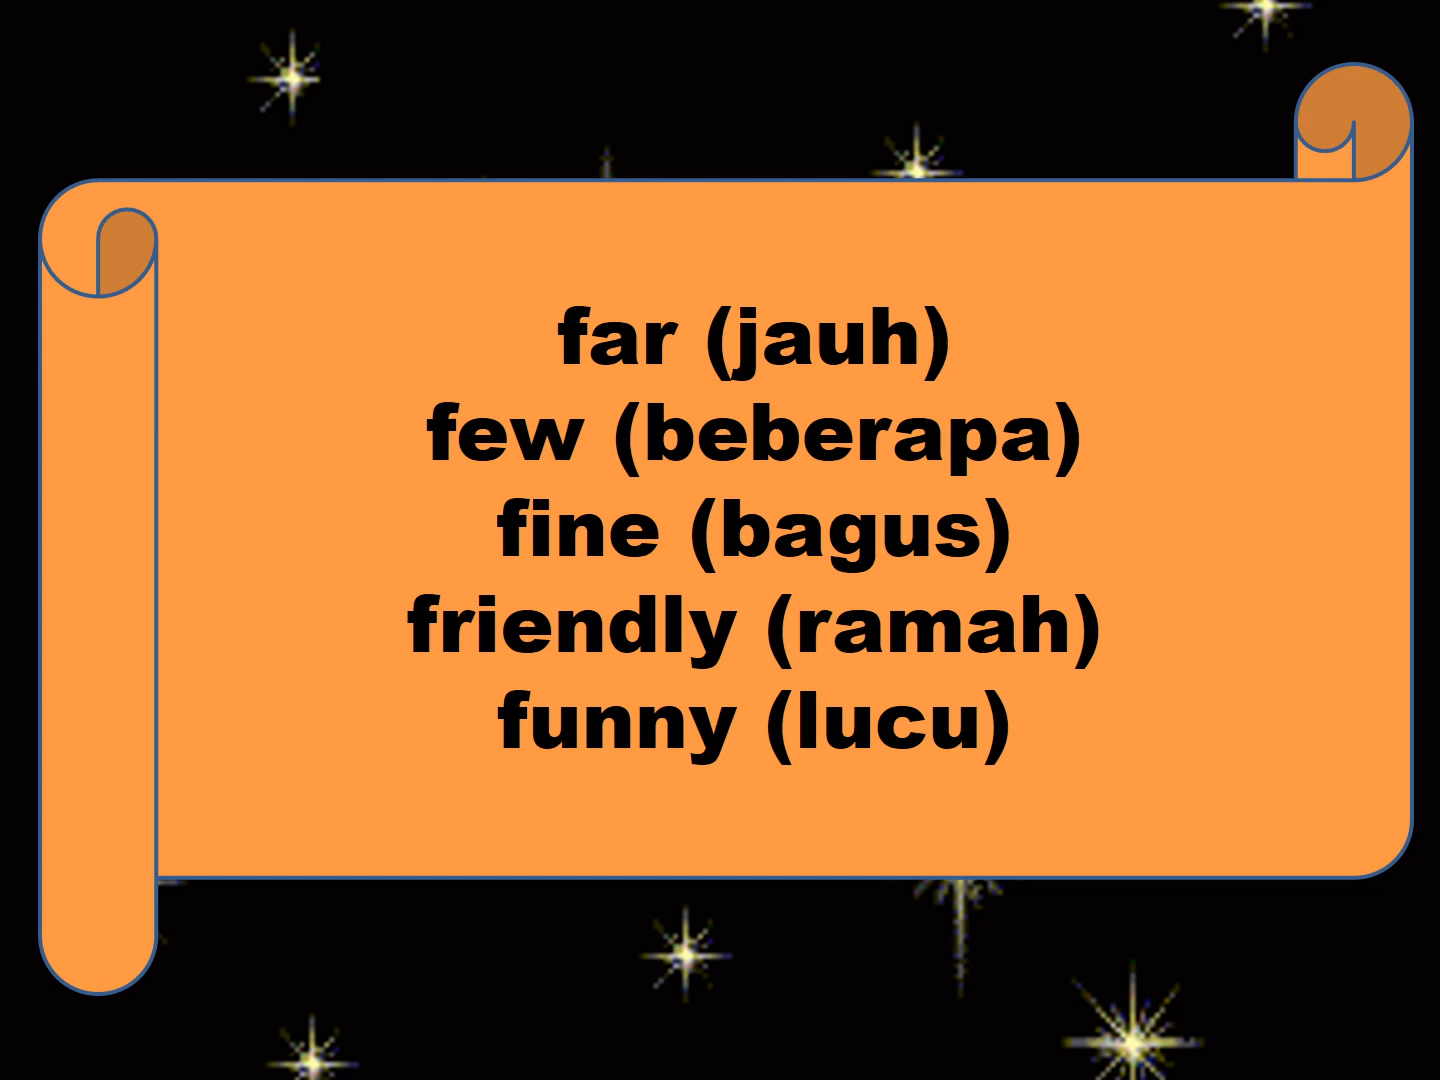 far (jauh)
few (beberapa)
fine (bagus)
friendly (ramah)
funny (lucu)